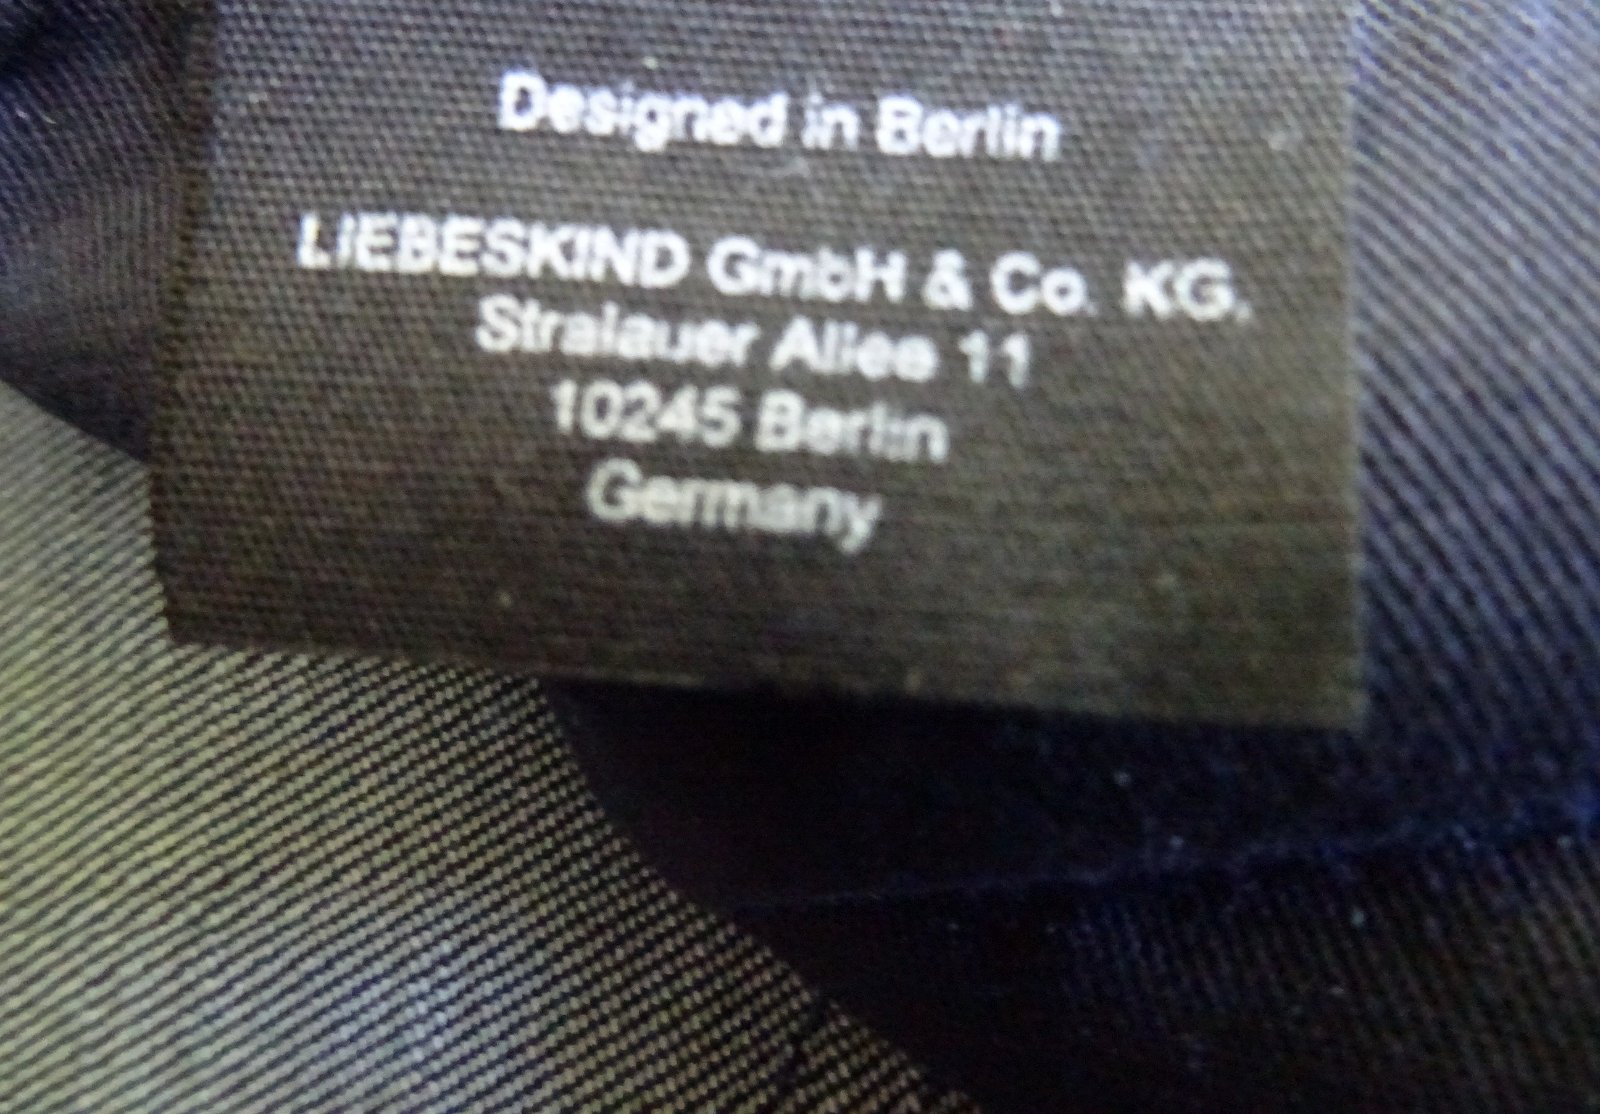 Designed in Berlin
LIEBESKIND GmbH & Co. KG,
Stralauer Allee 11
10245 Berlin
Germany